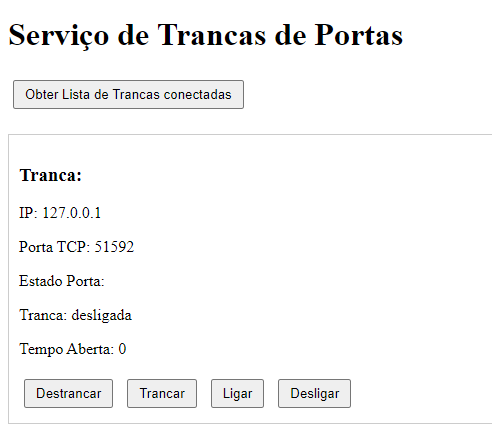 Serviço de Trancas de Portas
Obter Lista de Trancas conectadas
Tranca:
IP: 127.0.0.1
Porta TCP: 51592
Estado Porta:
Tranca: desligada
Tempo Aberta: 0
Destrancar Trancar Ligar Desligar